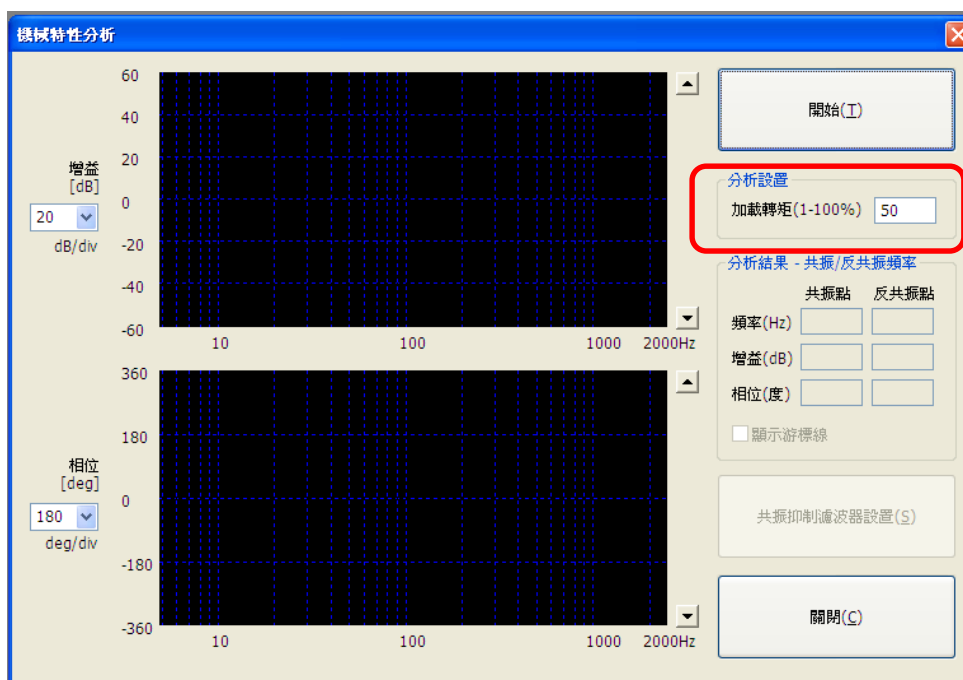 機械特性分析
60
40
20
0
-20
-40
-60
增益
[dB]
20
dB/div
10 100 1000 2000Hz
360
180
0
-180
-360
相位
[deg]
180
deg/div
10 100 1000 2000Hz
開始(T)
分析設置
加載轉矩(1-100%) 50
分析結果 - 共振/反共振頻率
共振點 反共振點
頻率(Hz)
增益(dB)
相位(度)
顯示游標線
共振抑制濾波器設置(S)
關閉(C)